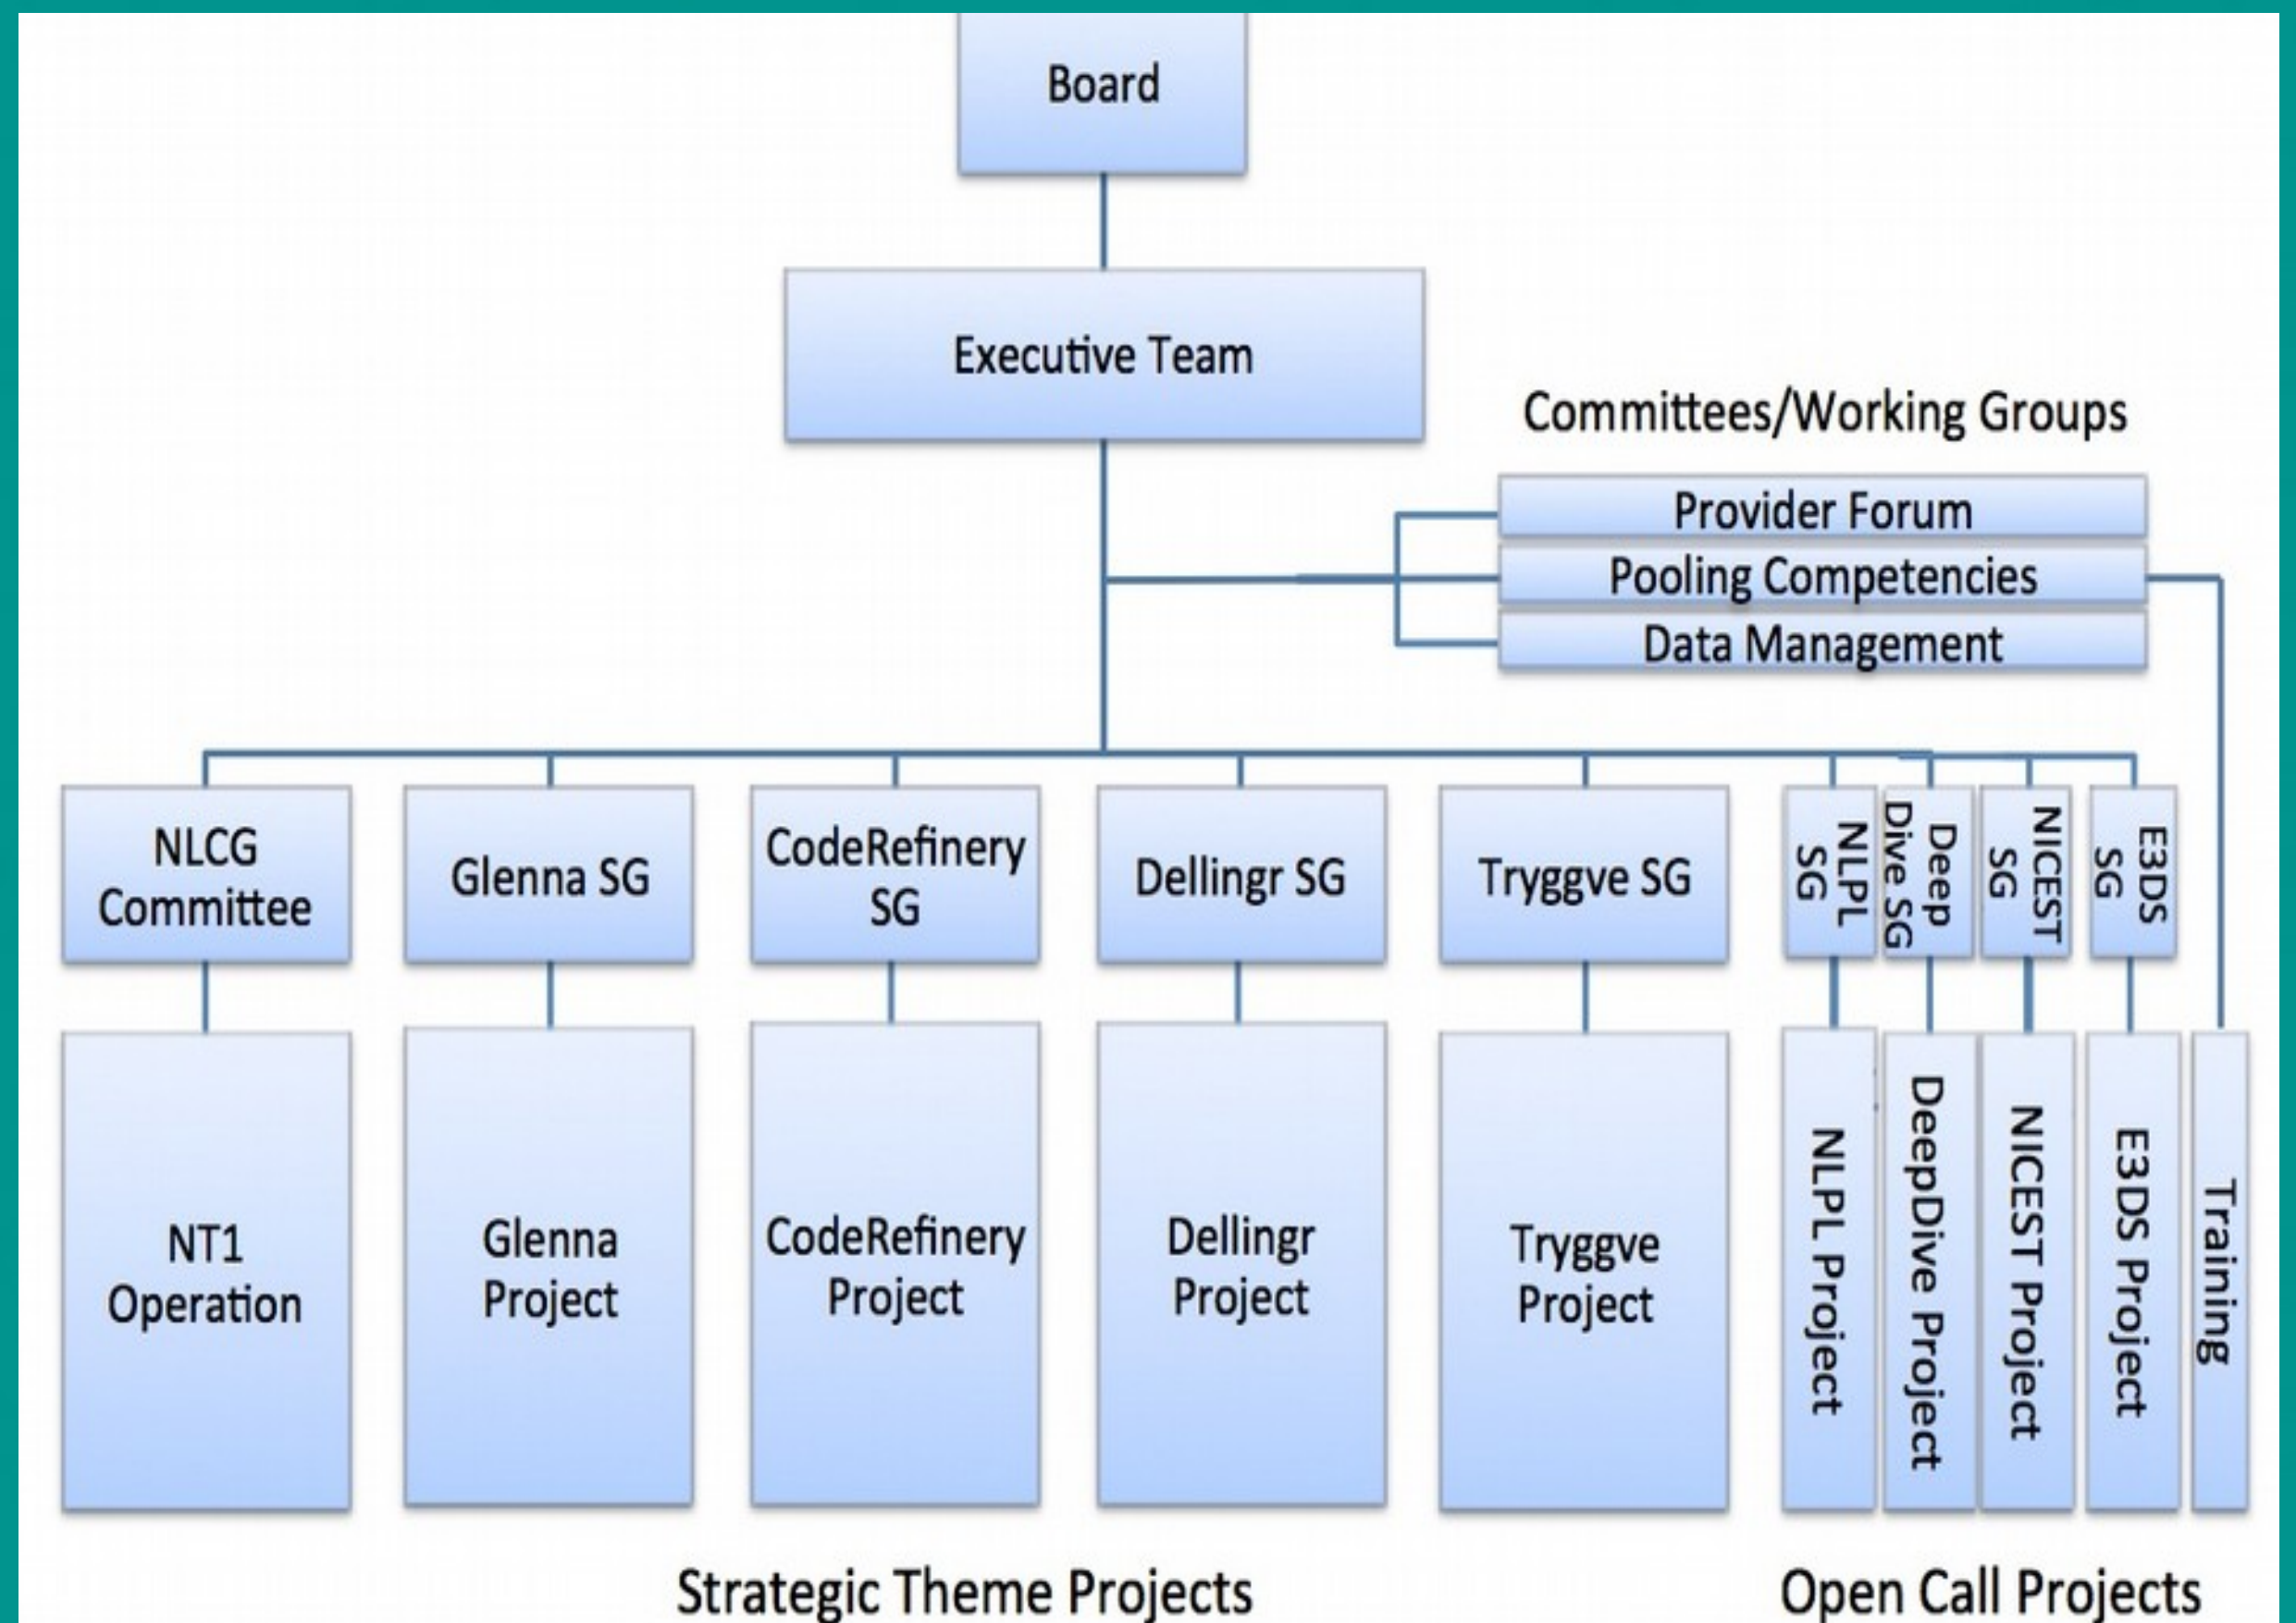 Board
Executive Team
Committees/Working Groups
Provider Forum
Pooling Competencies
Data Management
NLCG
Committee
Glenna SG
CodeRefinery
SG
Dellingr SG
Tryggve SG
NLPL
SG
Deep
Dive SG
NICEST
SG
E3DS
SG
NT1
Operation
Glenna
Project
CodeRefinery
Project
Dellingr
Project
Tryggve
Project
NLPL Project
DeepDive Project
NICEST Project
E3DS Project
Training
Strategic Theme Projects
Open Call Projects